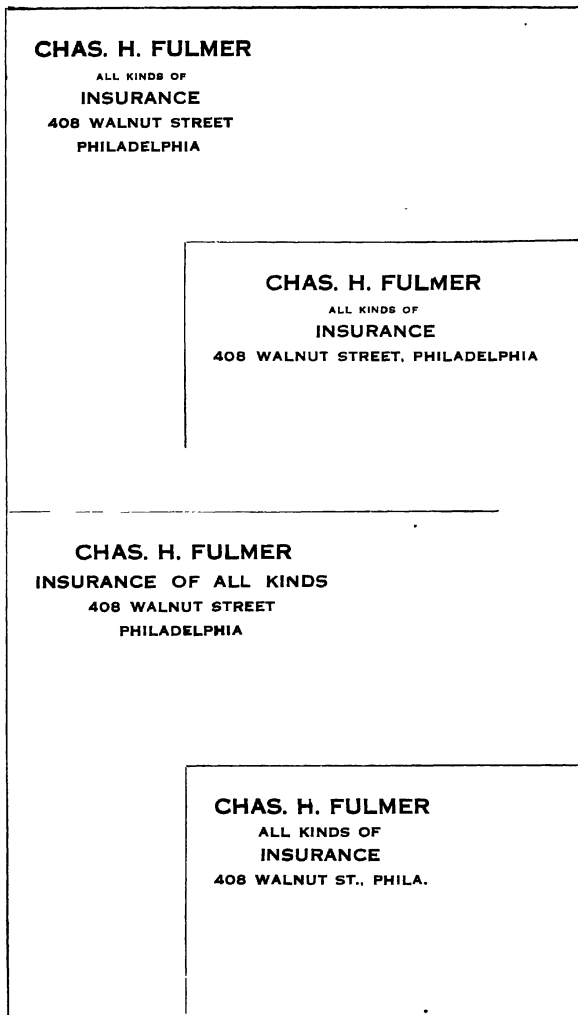 CHAS. H. FULMER
ALL KINDS OF
INSURANCE
408 WALNUT STREET
PHILADELPHIA
CHAS. H. FULMER
ALL KINDS OF
INSURANCE
408 WALNUT STREET, PHILADELPHIA
CHAS. H. FULMER
INSURANCE OF ALL KINDS
408 WALNUT STREET
PHILADELPHIA
CHAS. H. FULMER
ALL KINDS OF
INSURANCE
408 WALNUT ST., PHILA.